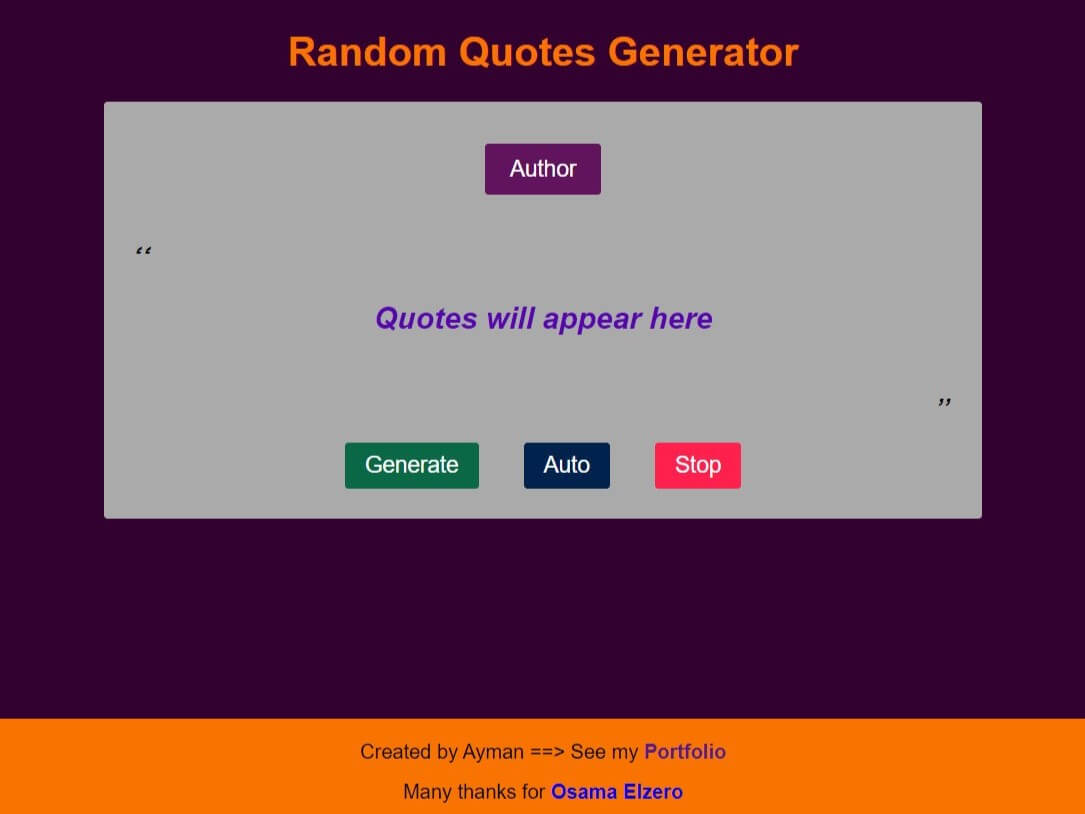 Random Quotes Generator
Author
“
Quotes will appear here
”
Generate Auto Stop
Created by Ayman ==> See my Portfolio
Many thanks for Osama Elzero